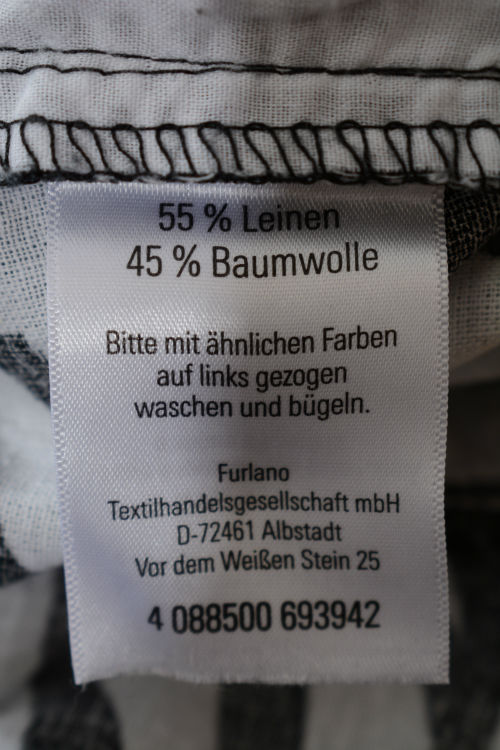 55 % Leinen
45 % Baumwolle
Bitte mit ähnlichen Farben
auf links gezogen
waschen und bügeln.
Furlano
Textilhandelsgesellschaft mbH
D-72461 Albstadt
Vor dem Weißen Stein 25
4 088500 693942